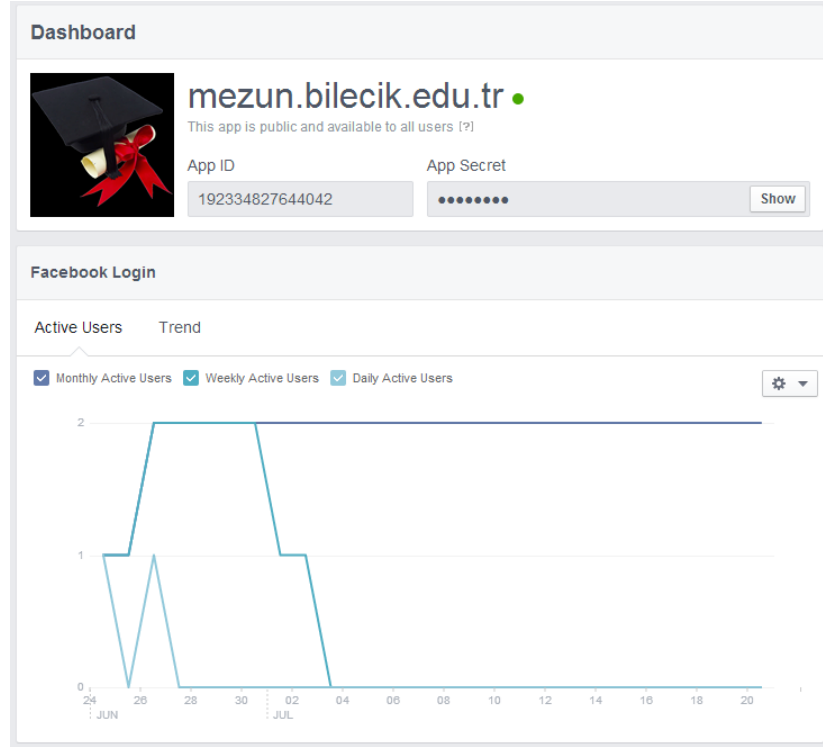 Dashboard
mezun.bilecik.edu.tr
This app is public and available to all users [?]
App ID App Secret
192334827644042 •••••••• Show
Facebook Login
Active Users Trend
Monthly Active Users Weekly Active Users Daily Active Users
2
1
0
24 26 28 30 02 04 06 08 10 12 14 16 18 20
JUN JUL